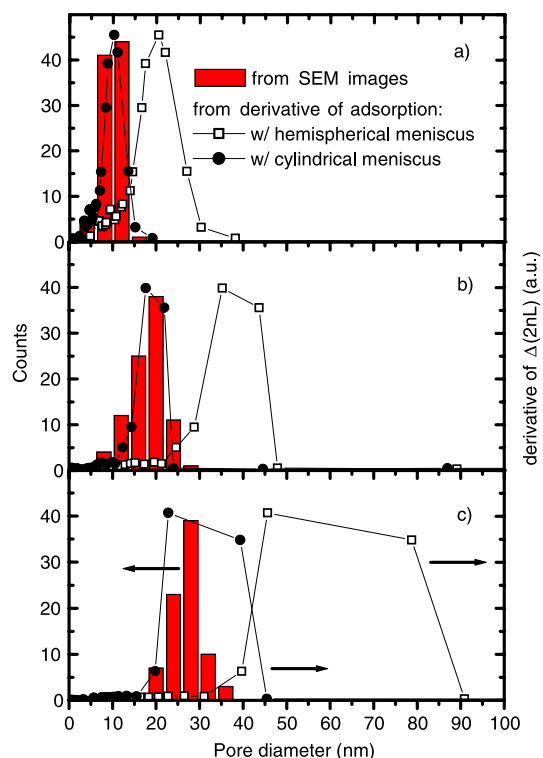 a)
from SEM images
from derivative of adsorption:
w/ hemispherical meniscus
w/ cylindrical meniscus
40
30
20
10
0
b)
40
30
20
10
0
c)
40
30
20
10
0
Counts
derivative of Δ(2nL) (a.u.)
0 10 20 30 40 50 60 70 80 90 100
Pore diameter (nm)